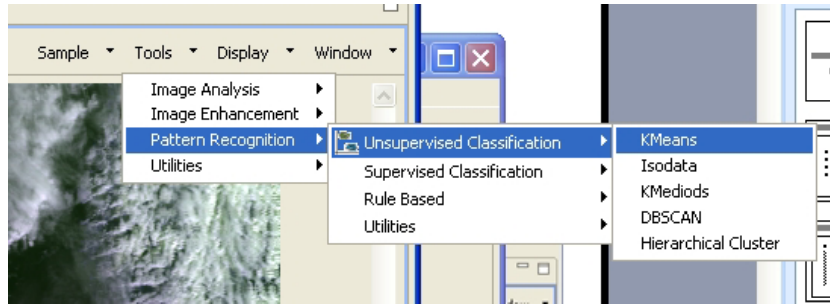 Sample Tools Display Window
Image Analysis
Image Enhancement
Pattern Recognition
Utilities
Unsupervised Classification
Supervised Classification
Rule Based
Utilities
KMeans
Isodata
KMediods
DBSCAN
Hierarchical Cluster